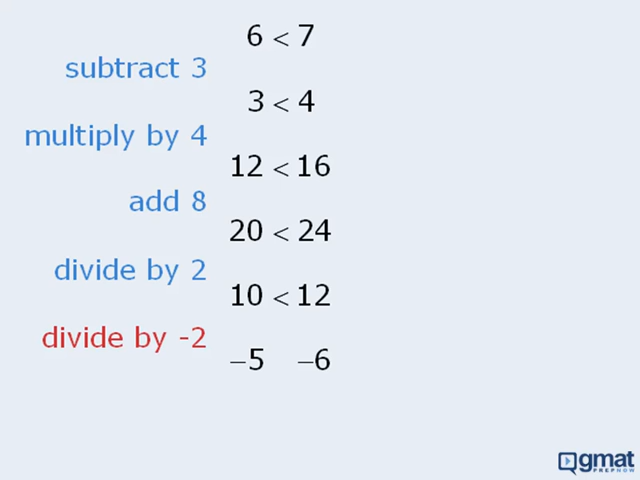 6 < 7
subtract 3
3 < 4
multiply by 4
12 < 16
add 8
20 < 24
divide by 2
10 < 12
divide by -2
–5 –6
gmat
PREPNOW